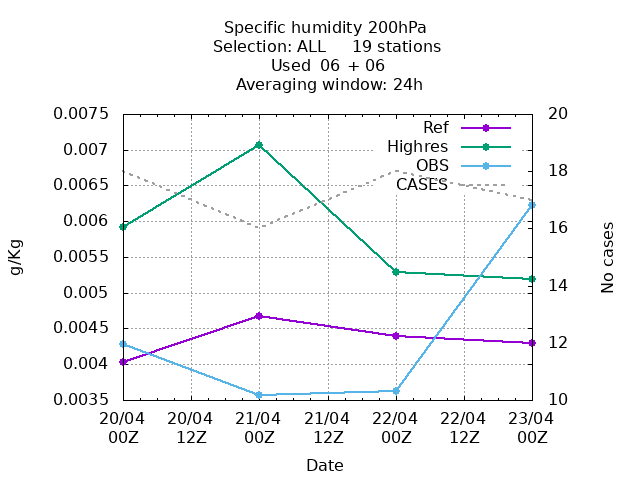 Specific humidity 200hPa
Selection: ALL     19 stations
Used  06 + 06
Averaging window: 24h
0.0075
0.007
0.0065
0.006
0.0055
0.005
0.0045
0.004
0.0035
g/Kg
20
18
16
14
12
10
No cases
Ref
Highres
OBS
CASES
20/04 20/04 21/04 21/04 22/04 22/04 23/04
00Z 12Z 00Z 12Z 00Z 12Z 00Z
Date